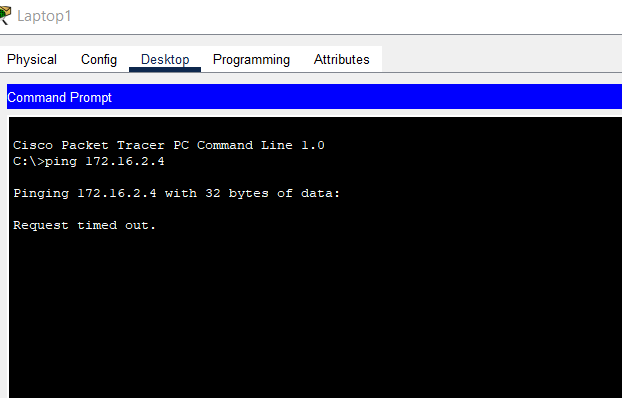 Laptop1
Physical Config Desktop Programming Attributes
Command Prompt
Cisco Packet Tracer PC Command Line 1.0
C:\>ping 172.16.2.4
Pinging 172.16.2.4 with 32 bytes of data:
Request timed out.